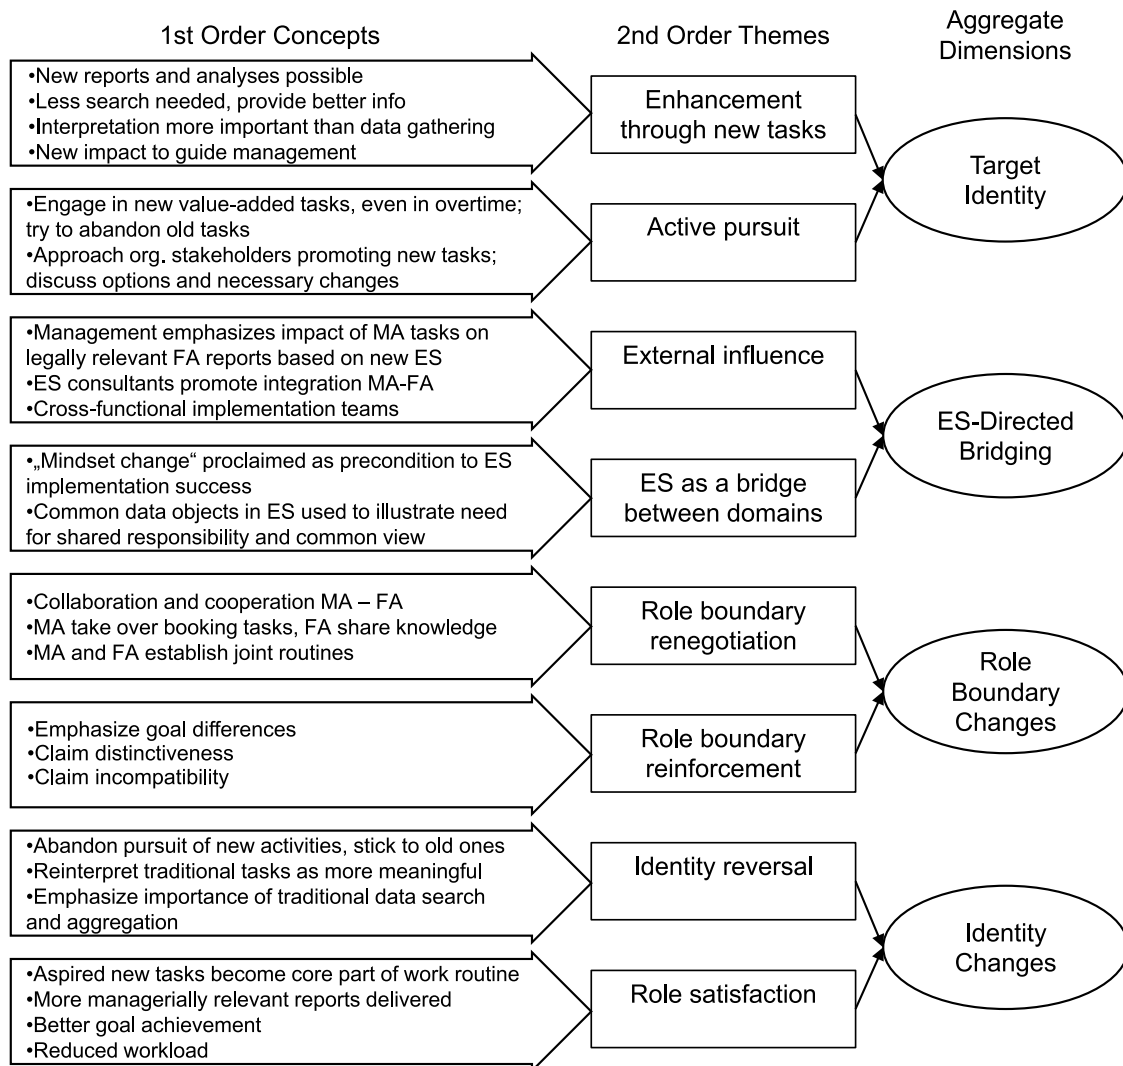 1st Order Concepts
2nd Order Themes
Aggregate
Dimensions
•New reports and analyses possible
•Less search needed, provide better info
•Interpretation more important than data gathering
•New impact to guide management
Enhancement
through new tasks
Target
Identity
•Engage in new value-added tasks, even in overtime;
try to abandon old tasks
•Approach org. stakeholders promoting new tasks;
discuss options and necessary changes
Active pursuit
•Management emphasizes impact of MA tasks on
legally relevant FA reports based on new ES
•ES consultants promote integration MA-FA
•Cross-functional implementation teams
External influence
ES-Directed
Bridging
•„Mindset change“ proclaimed as precondition to ES
implementation success
•Common data objects in ES used to illustrate need
for shared responsibility and common view
ES as a bridge
between domains
•Collaboration and cooperation MA – FA
•MA take over booking tasks, FA share knowledge
•MA and FA establish joint routines
Role boundary
renegotiation
Role
Boundary
Changes
•Emphasize goal differences
•Claim distinctiveness
•Claim incompatibility
Role boundary
reinforcement
•Abandon pursuit of new activities, stick to old ones
•Reinterpret traditional tasks as more meaningful
•Emphasize importance of traditional data search
and aggregation
Identity reversal
Identity
Changes
•Aspired new tasks become core part of work routine
•More managerially relevant reports delivered
•Better goal achievement
•Reduced workload
Role satisfaction